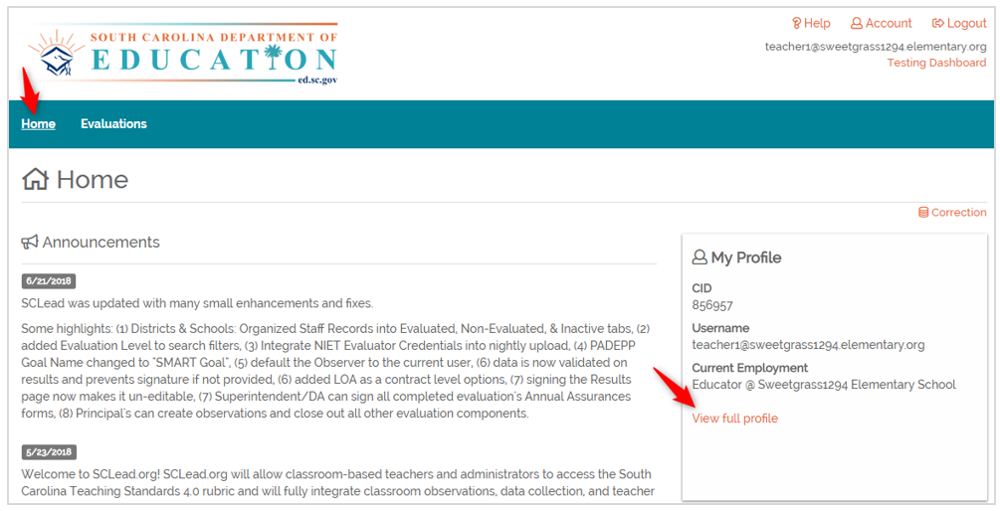 SOUTH CAROLINA DEPARTMENT OF
EDUCATION
ed.sc.gov
Help Account Logout
teacher1@sweetgrass1294.elementary.org
Testing Dashboard
Home Evaluations
Home
Correction
Announcements
6/21/2018
SCLead was updated with many small enhancements and fixes.
Some highlights: (1) Districts & Schools: Organized Staff Records into Evaluated, Non-Evaluated, & Inactive tabs, (2)
added Evaluation Level to search filters, (3) Integrate NIET Evaluator Credentials into nightly upload, (4) PADEPP
Goal Name changed to "SMART Goal", (5) default the Observer to the current user, (6) data is now validated on
results and prevents signature if not provided, (6) added LOA as a contract level options, (7) signing the Results
page now makes it un-editable, (7) Superintendent/DA can sign all completed evaluation's Annual Assurances
forms, (8) Principal's can create observations and close out all other evaluation components.
5/23/2018
Welcome to SCLead.org! SCLead.org will allow classroom-based teachers and administrators to access the South
Carolina Teaching Standards 4.0 rubric and will fully integrate classroom observations, data collection, and teacher
My Profile
CID
856957
Username
teacher1@sweetgrass1294.elementary.org
Current Employment
Educator @ Sweetgrass1294 Elementary School
View full profile